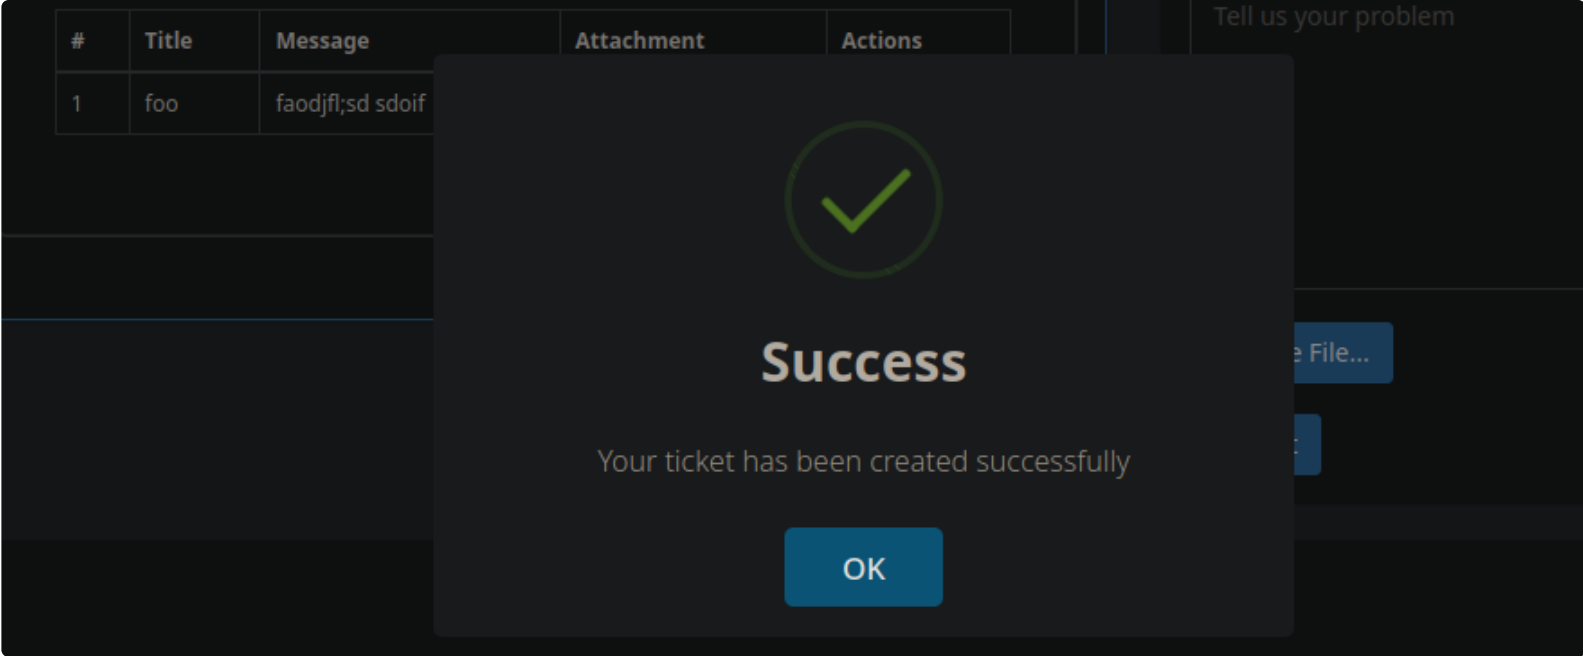 # Title Message Attachment Actions
1 foo faodjfl;sd sdoif
Tell us your problem
Success
Your ticket has been created successfully
OK
e File...